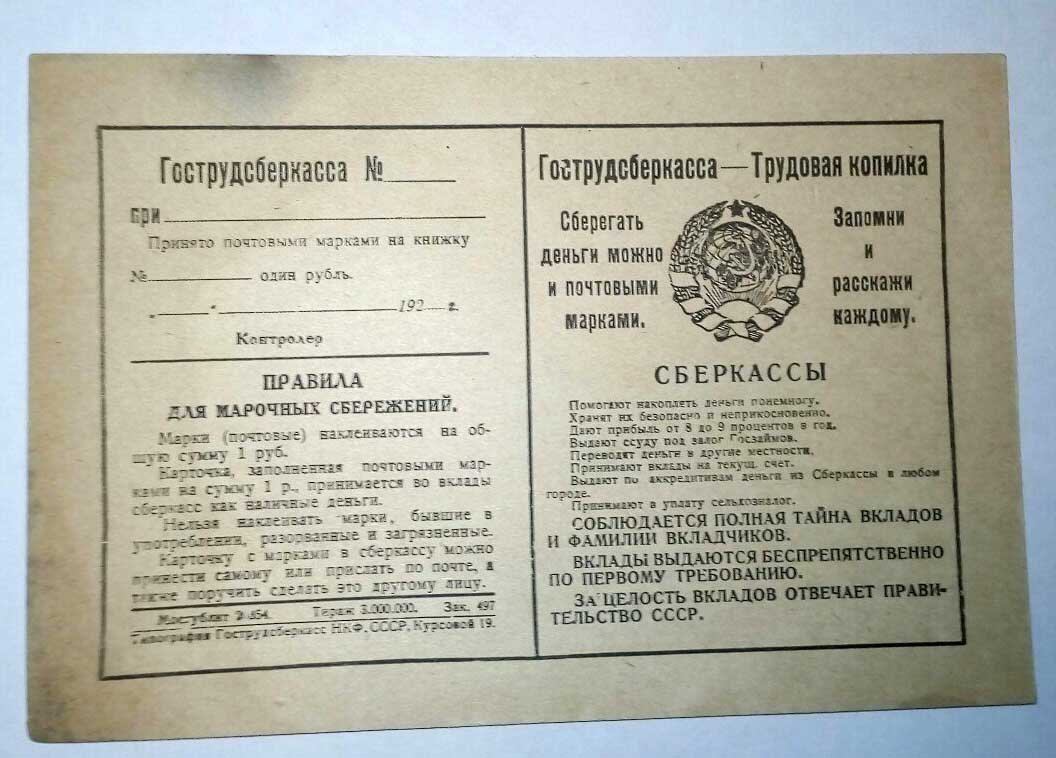 Гострудсберкасса №
при
Принято почтовыми марками на книжку
№ один рубль.
„ “ 192 г.
Контролер
ПРАВИЛА
ДЛЯ МАРОЧНЫХ СБЕРЕЖЕНИЙ.
Марки (почтовые) наклеиваются на об-
щую сумму 1 руб.
Карточка, заполненная почтовыми мар-
ками на сумму 1 р., принимается во вклады
сберкасс как наличные деньги.
Нельзя наклеивать марки, бывшие в
употреблении, разорванные и загрязненные.
Карточку с марками в сберкассу можно
принести самому или прислать по почте, а
также поручить сделать это другому лицу.
Мосгублит Тираж 3.000.000. Зак. 497
Типография Гострудсберкасс НКФ. СССР, Курсовой 19.
Гострудсберкасса — Трудовая копилка
Сберегать
деньги можно
и почтовыми
марками.
Запомни
и
расскажи
каждому.
СБЕРКАССЫ
Помогают накоплять деньги понемногу.
Хранят их безопасно и неприкосновенно.
Дают прибыль от 8 до 9 процентов в год.
Выдают ссуду под залог Госзаймов.
Переводят деньги в другие местности.
Принимают вклады на текущ. счет.
Выдают по аккредитивам деньги из Сберкассы в любом
городе.
Принимают в уплату сельхозналог.
СОБЛЮДАЕТСЯ ПОЛНАЯ ТАЙНА ВКЛАДОВ
И ФАМИЛИИ ВКЛАДЧИКОВ.
ВКЛАДЫ ВЫДАЮТСЯ БЕСПРЕПЯТСТВЕННО
ПО ПЕРВОМУ ТРЕБОВАНИЮ.
ЗА ЦЕЛОСТЬ ВКЛАДОВ ОТВЕЧАЕТ ПРАВИ-
ТЕЛЬСТВО СССР.